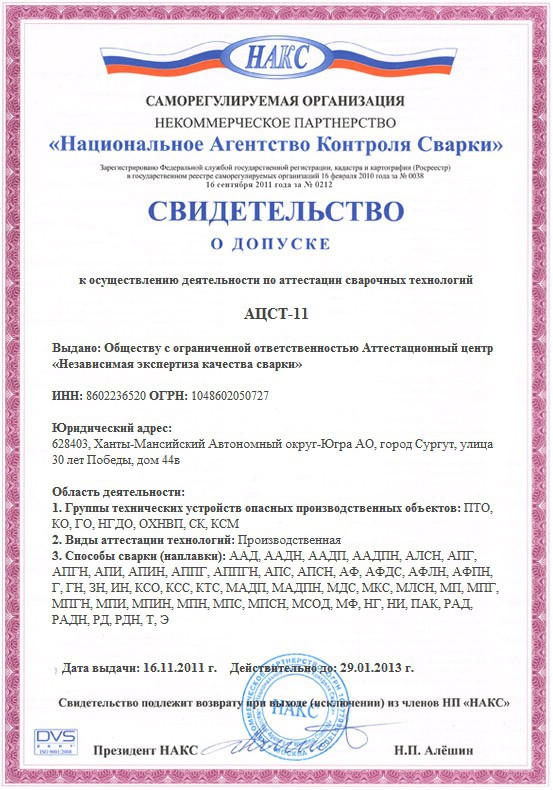 НАКС
САМОРЕГУЛИРУЕМАЯ ОРГАНИЗАЦИЯ
НЕКОММЕРЧЕСКОЕ ПАРТНЕРСТВО
«Национальное Агентство Контроля Сварки»
Зарегистрировано Федеральной службой государственной регистрации, кадастра и картографии (Росреестр)
в государственном реестре саморегулируемых организаций 16 февраля 2010 года за № 0038
16 сентября 2011 года за № 0212
СВИДЕТЕЛЬСТВО
О ДОПУСКЕ
к осуществлению деятельности по аттестации сварочных технологий
АЦСТ-11
Выдано: Обществу с ограниченной ответственностью Аттестационный центр
«Независимая экспертиза качества сварки»
ИНН: 8602236520 ОГРН: 1048602050727
Юридический адрес:
628403, Ханты-Мансийский Автономный округ-Югра АО, город Сургут, улица
30 лет Победы, дом 44в
Область деятельности:
1. Группы технических устройств опасных производственных объектов: ПТО,
КО, ГО, НГДО, ОХНВП, СК, КСМ
2. Виды аттестации технологий: Производственная
3. Способы сварки (наплавки): ААД, ААДН, ААДП, ААДПН, АЛСН, АПГ,
АПГН, АПИ, АПИН, АППГ, АППГН, АПС, АПСН, АФ, АФДС, АФЛН, АФПН,
Г, ГН, ЗН, ИН, КСО, КСС, КТС, МАДП, МАДПН, МДС, МКС, МЛСН, МП, МПГ,
МПГН, МПИ, МПИН, МПН, МПС, МПСН, МСОД, МФ, НГ, НИ, ПАК, РАД,
РАДН, РД, РДН, Т, Э
Дата выдачи: 16.11.2011 г. Действительно до: 29.01.2013 г.
Свидетельство подлежит возврату при выходе (исключении) из членов НП «НАКС»
НАКС
DVS
ZERT
ISO 9001:2008
Президент НАКС
Н.П. Алёшин